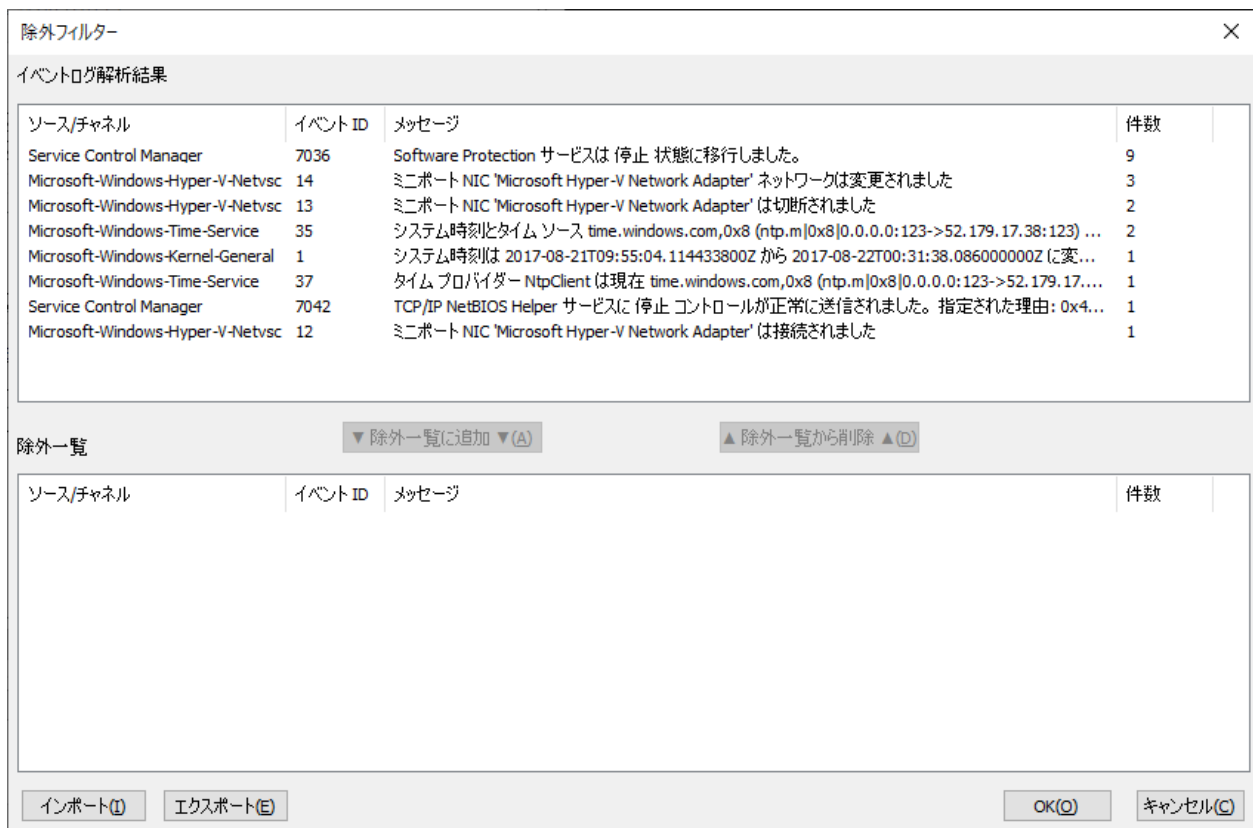 除外フィルター
イベントログ解析結果
ソース/チャネル イベント ID メッセージ 件数
Service Control Manager 7036 Software Protection サービスは 停止 状態に移行しました。 9
Microsoft-Windows-Hyper-V-Netvsc 14 ミニポート NIC 'Microsoft Hyper-V Network Adapter' ネットワークは変更されました 3
Microsoft-Windows-Hyper-V-Netvsc 13 ミニポート NIC 'Microsoft Hyper-V Network Adapter' は切断されました 2
Microsoft-Windows-Time-Service 35 システム時刻とタイム ソース time.windows.com,0x8 (ntp.m|0x8|0.0.0.0:123->52.179.17.38:123) ... 2
Microsoft-Windows-Kernel-General 1 システム時刻は 2017-08-21T09:55:04.114433800Z から 2017-08-22T00:31:38.086000000Z に変... 1
Microsoft-Windows-Time-Service 37 タイム プロバイダー NtpClient は現在 time.windows.com,0x8 (ntp.m|0x8|0.0.0.0:123->52.179.17.... 1
Service Control Manager 7042 TCP/IP NetBIOS Helper サービスに 停止 コントロールが正常に送信されました。指定された理由: 0x4... 1
Microsoft-Windows-Hyper-V-Netvsc 12 ミニポート NIC 'Microsoft Hyper-V Network Adapter' は接続されました 1
除外一覧 ▼ 除外一覧に追加 ▼(A) ▲ 除外一覧から削除 ▲(D)
ソース/チャネル イベント ID メッセージ 件数
インポート(I) エクスポート(E) OK(O) キャンセル(C)